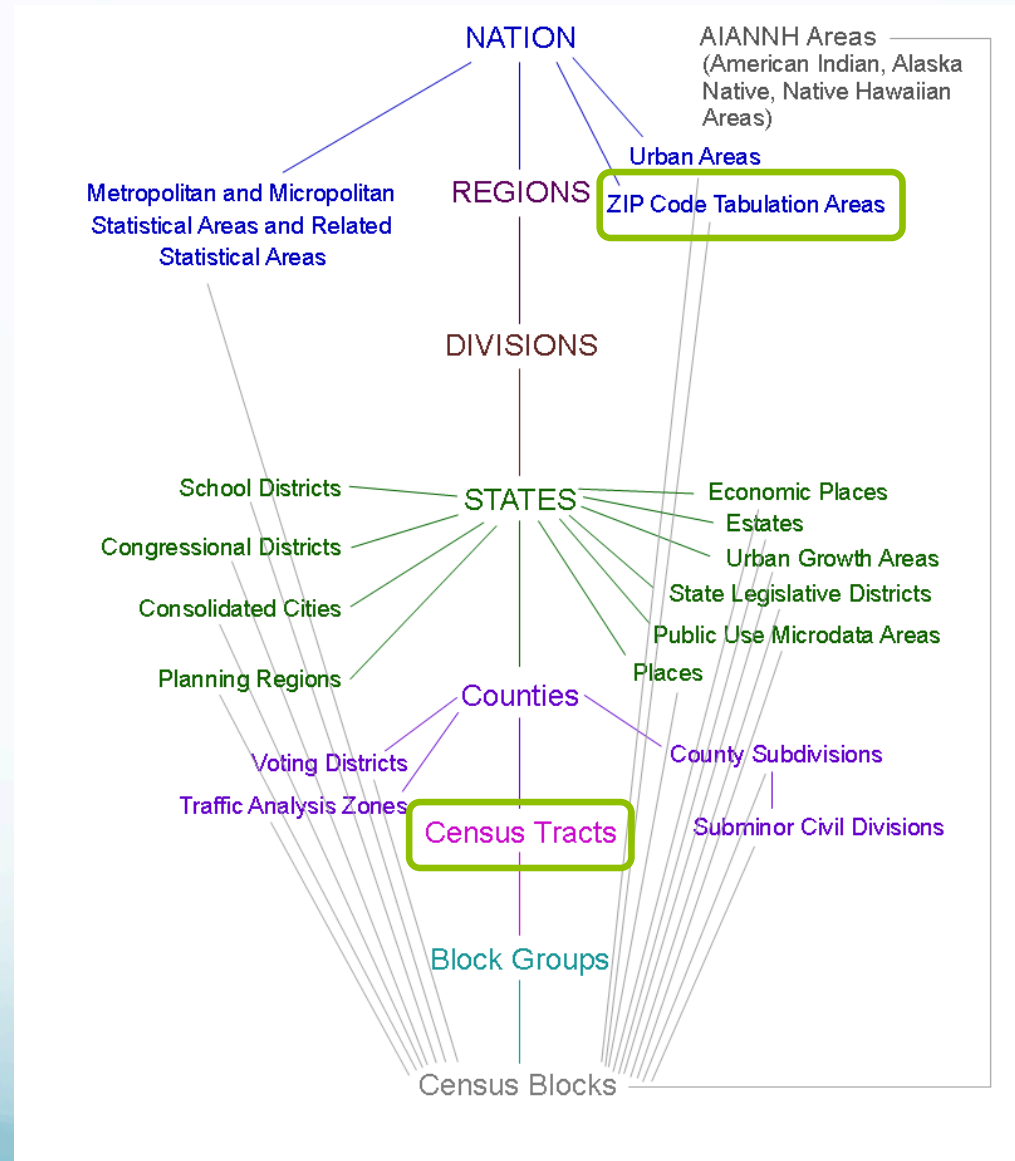 NATION
AIANNH Areas
(American Indian, Alaska
Native, Native Hawaiian
Areas)
Urban Areas
Metropolitan and Micropolitan
Statistical Areas and Related
Statistical Areas
REGIONS
ZIP Code Tabulation Areas
DIVISIONS
School Districts
STATES
Economic Places
Estates
Congressional Districts
Urban Growth Areas
Consolidated Cities
State Legislative Districts
Public Use Microdata Areas
Planning Regions
Places
Counties
Voting Districts
County Subdivisions
Traffic Analysis Zones
Census Tracts
Subminor Civil Divisions
Block Groups
Census Blocks